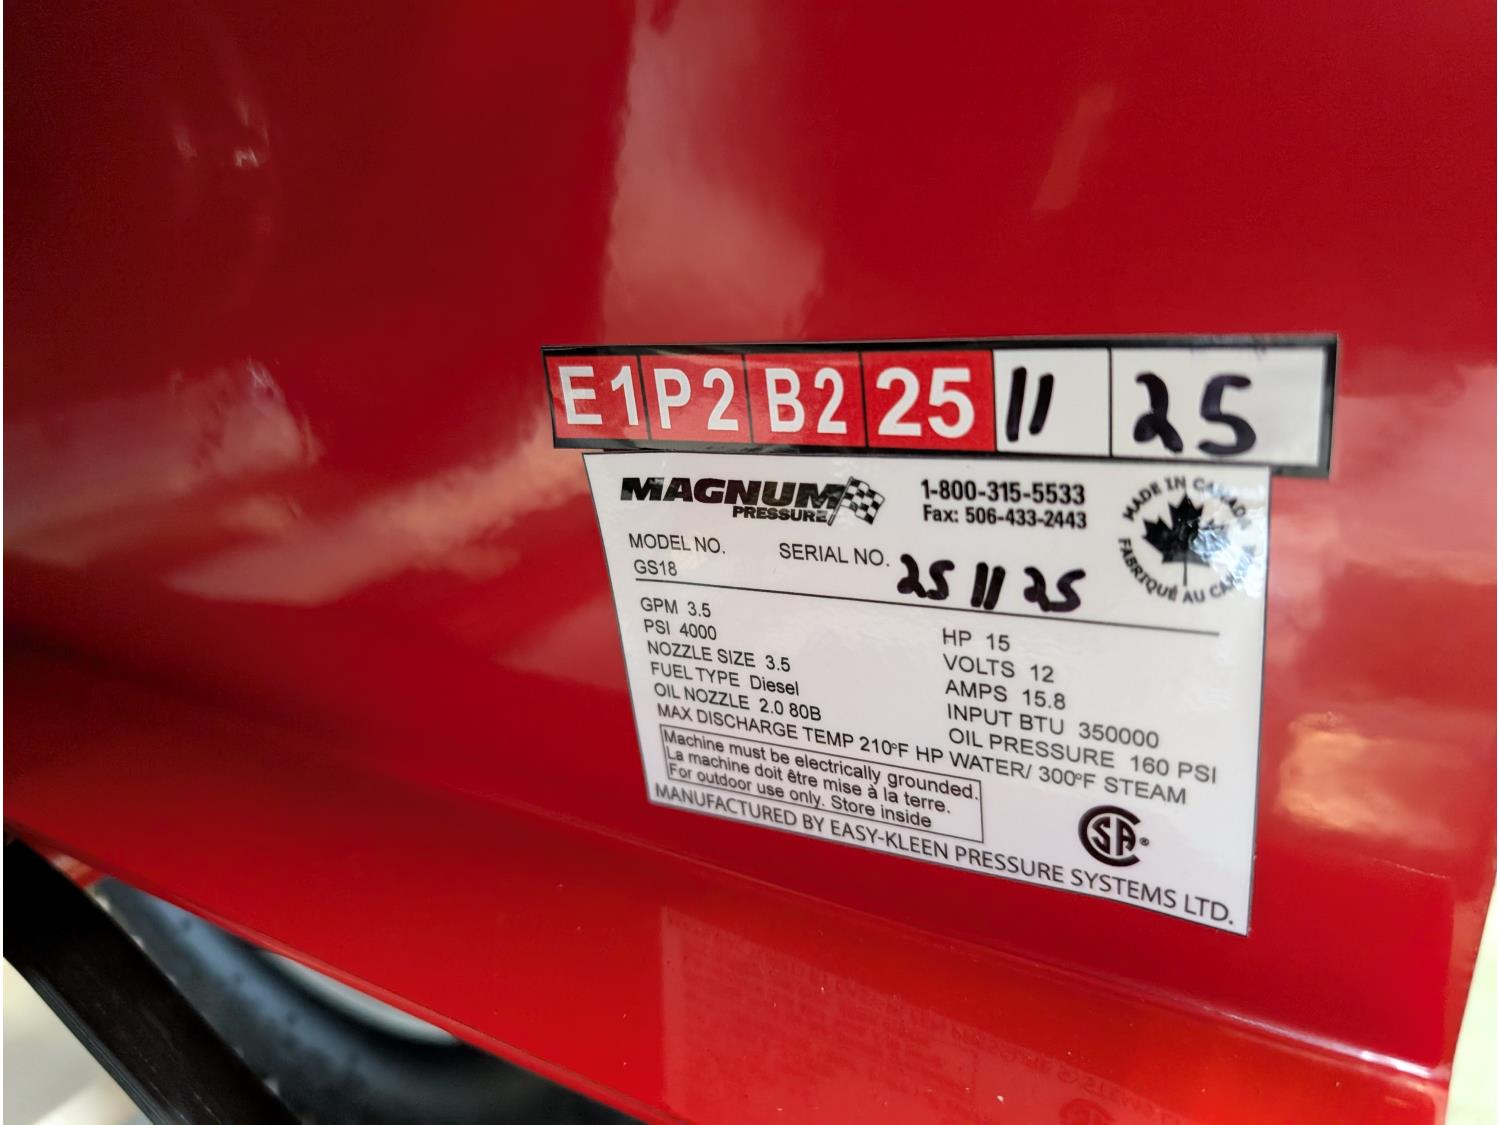 E1 P2 B2 25 11 25
MAGNUM
PRESSURE
1-800-315-5533
Fax: 506-433-2443
MADE IN CANADA
FABRIQUÉ AU CANADA
MODEL NO.
GS18
SERIAL NO. 25 11 25
GPM 3.5
PSI 4000
NOZZLE SIZE 3.5
FUEL TYPE Diesel
OIL NOZZLE 2.0 80B
HP 15
VOLTS 12
AMPS 15.8
INPUT BTU 350000
OIL PRESSURE 160 PSI
MAX DISCHARGE TEMP 210°F HP WATER/ 300°F STEAM
Machine must be electrically grounded.
La machine doit être mise à la terre.
For outdoor use only. Store inside
MANUFACTURED BY EASY-KLEEN PRESSURE SYSTEMS LTD.